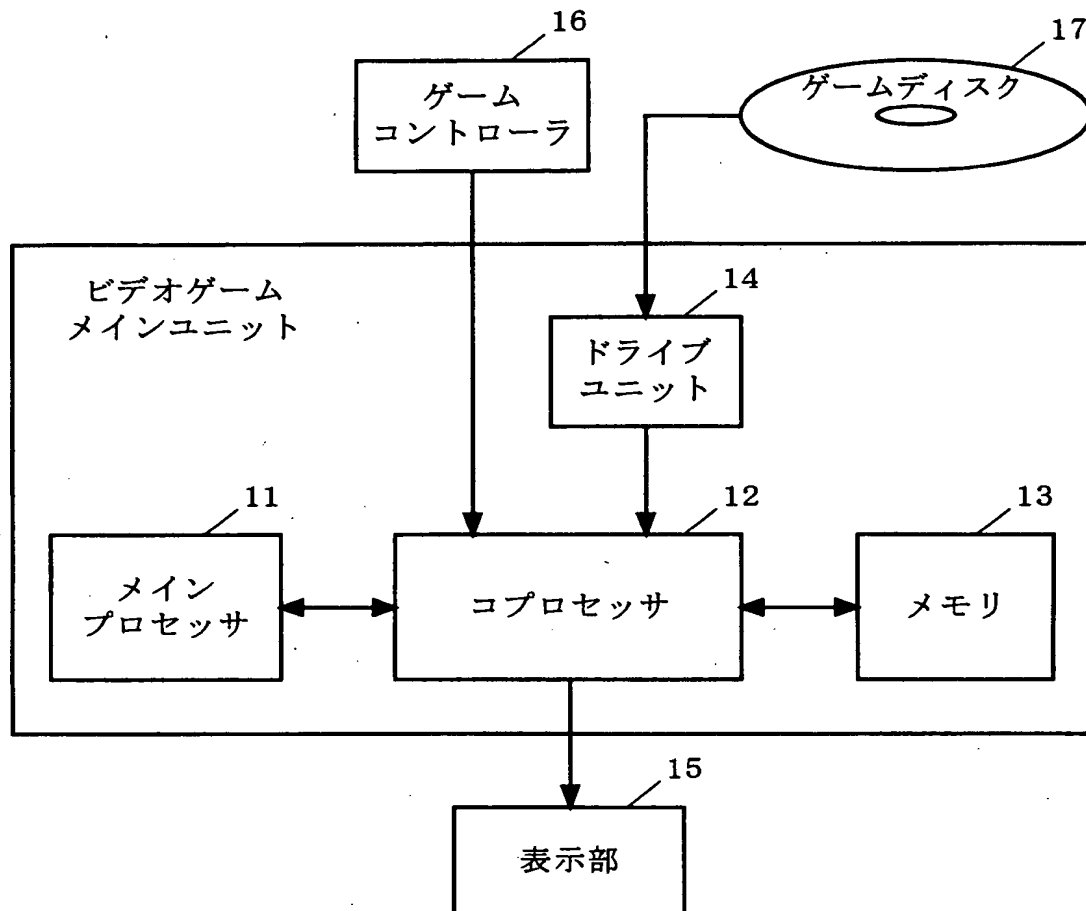 16
ゲーム
コントローラ
17
ゲームディスク
ビデオゲーム
メインユニット
14
ドライブ
ユニット
11
メイン
プロセッサ
12
コプロセッサ
13
メモリ
15
表示部